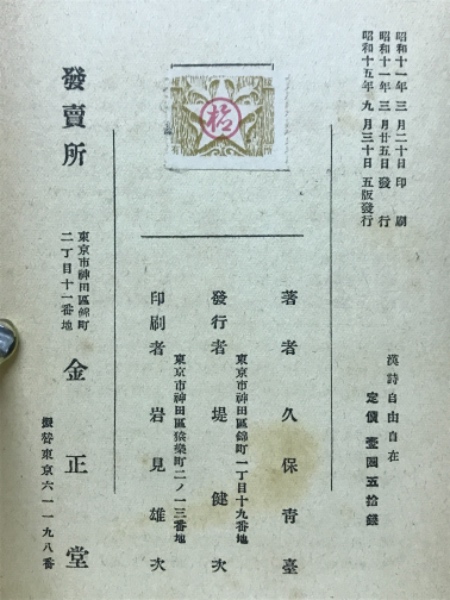 昭和十一年三月二十日印刷
昭和十一年三月廿五日發行
昭和十五年九月三十日五版發行
漢詩自由自在
定價壹圓五拾錢
著者 久保青臺
東京市神田區錦町一丁目十九番地
發行者 堤健次
東京市神田區猿樂町二ノ一三番地
印刷者 岩見雄次
發賣所
東京市神田區錦町
二丁目十一番地
金正堂
振替東京六一一九八番